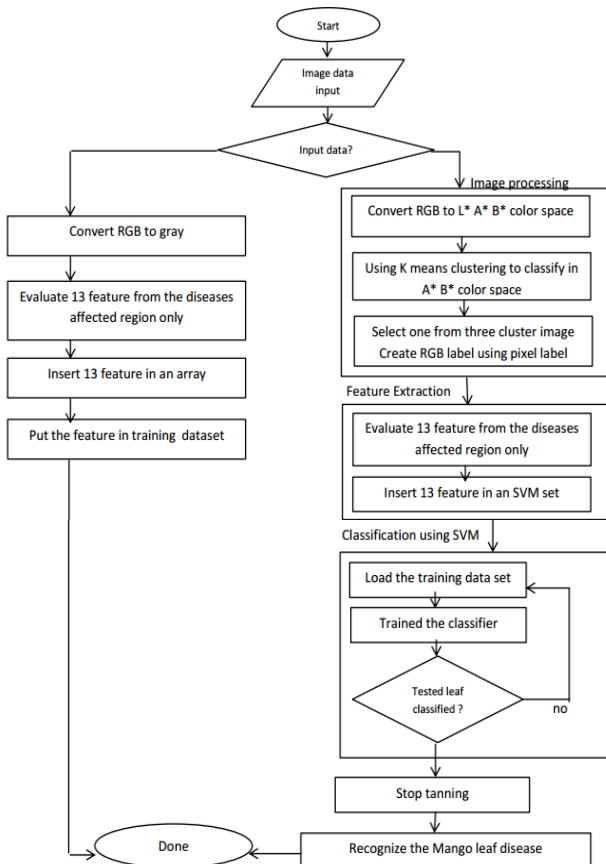 Start
Image data
input
Input data?
Convert RGB to gray
Evaluate 13 feature from the diseases
affected region only
Insert 13 feature in an array
Put the feature in training dataset
Image processing
Convert RGB to L* A* B* color space
Using K means clustering to classify in
A* B* color space
Select one from three cluster image
Create RGB label using pixel label
Feature Extraction
Evaluate 13 feature from the diseases
affected region only
Insert 13 feature in an SVM set
Classification using SVM
Load the training data set
Trained the classifier
Tested leaf
classified ?
no
Stop tanning
Recognize the Mango leaf disease
Done